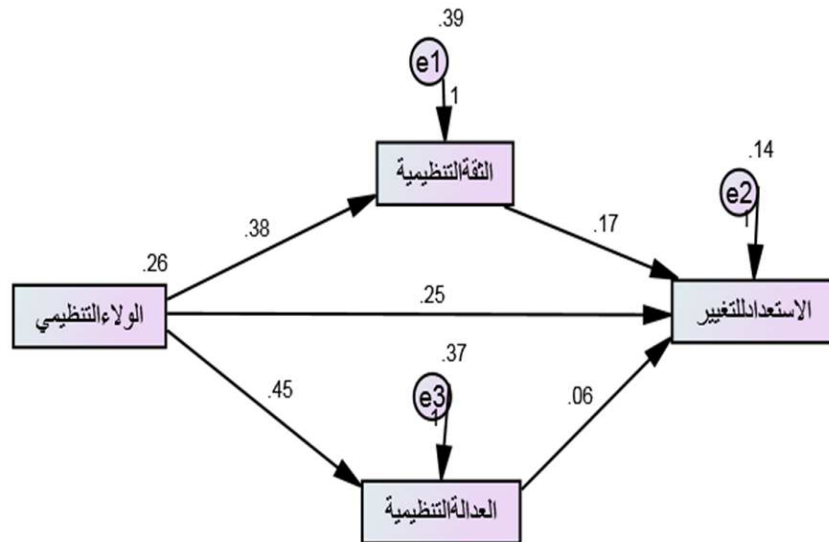 .39
e1
1
الثقةالتنظيمية
.14
e2
1
.38
.17
.26
.25
الولاءالتنظيمي
الاستعدادللتغيير
.37
.45
e3
1
.06
العدالةالتنظيمية